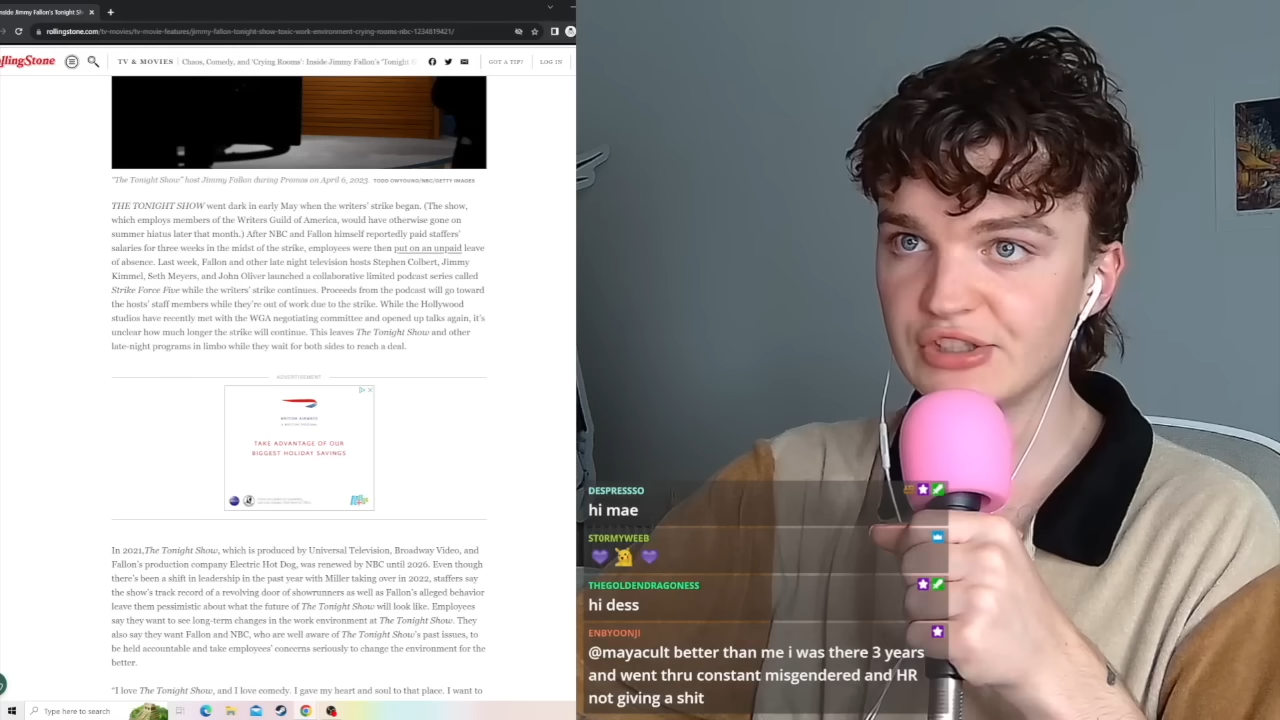 nside Jimmy Fallon's Tonight Sh
rollingstone.com/tv-movies/tv-movie-features/jimmy-fallon-tonight-show-toxic-work-environment-crying-rooms-nbc-1234819421/
llingStone
TV & MOVIES
Chaos, Comedy, and 'Crying Rooms': Inside Jimmy Fallon's 'Tonight
GOT A TIP?
LOG IN
"The Tonight Show" host Jimmy Fallon during Promos on April 6, 2023. TODD OWYOUNG/NBC/GETTY IMAGES
THE TONIGHT SHOW went dark in early May when the writers' strike began. (The show,
which employs members of the Writers Guild of America, would have otherwise gone on
summer hiatus later that month.) After NBC and Fallon himself reportedly paid staffers'
salaries for three weeks in the midst of the strike, employees were then put on an unpaid leave
of absence. Last week, Fallon and other late night television hosts Stephen Colbert, Jimmy
Kimmel, Seth Meyers, and John Oliver launched a collaborative limited podcast series called
Strike Force Five while the writers' strike continues. Proceeds from the podcast will go toward
the hosts' staff members while they're out of work due to the strike. While the Hollywood
studios have recently met with the WGA negotiating committee and opened up talks again, it's
unclear how much longer the strike will continue. This leaves The Tonight Show and other
late-night programs in limbo while they wait for both sides to reach a deal.
ADVERTISEMENT
BRITISH AIRWAYS
TAKE ADVANTAGE OF OUR
BIGGEST HOLIDAY SAVINGS
In 2021,The Tonight Show, which is produced by Universal Television, Broadway Video, and
Fallon's production company Electric Hot Dog, was renewed by NBC until 2026. Even though
there's been a shift in leadership in the past year with Miller taking over in 2022, staffers say
the show's track record of a revolving door of showrunners as well as Fallon's alleged behavior
leave them pessimistic about what the future of The Tonight Show will look like. Employees
say they want to see long-term changes in the work environment at The Tonight Show. They
also say they want Fallon and NBC, who are well aware of The Tonight Show's past issues, to
be held accountable and take employees' concerns seriously to change the environment for the
better.
"I love The Tonight Show, and I love comedy. I gave my heart and soul to that place. I want to
Type here to search
DESPRESSSO
hi mae
ST0RMYWEEB
THEGOLDENDRAGONESS
hi dess
ENBYOONJI
@mayacult better than me i was there 3 years
and went thru constant misgendered and HR
not giving a shit